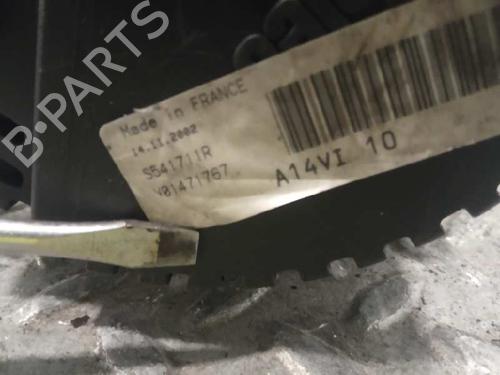 B-PARTS
Made in FRANCE
14.11.2002
S541711R
V81471767
A14VI 10